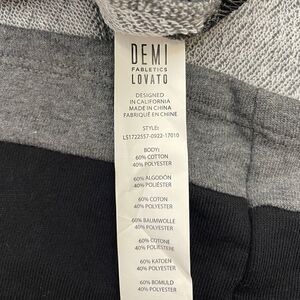 DEMI
FABLETICS
LOVATO
DESIGNED
IN CALIFORNIA
MADE IN CHINA
FABRIQUÉ EN CHINE
STYLE:
LS1722557-0922-17010
BODY:
60% COTTON
40% POLYESTER
60% ALGODÓN
40% POLIÉSTER
60% COTON
40% POLYESTER
60% BAUMWOLLE
40% POLYESTER
60% COTONE
40% POLIESTERE
60% KATOEN
40% POLYESTER
60% BOMULD
40% POLYESTER